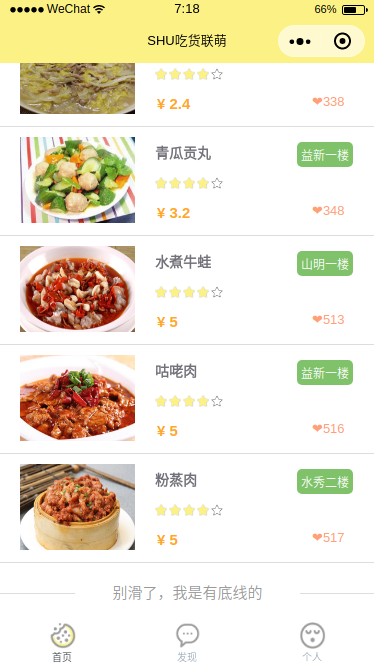 ●●●●● WeChat 7:18 66%
SHU吃货联萌
¥ 2.4 ❤338
青瓜贡丸 益新一楼
¥ 3.2 ❤348
水煮牛蛙 山明一楼
¥ 5 ❤513
咕咾肉 益新一楼
¥ 5 ❤516
粉蒸肉 水秀二楼
¥ 5 ❤517
别滑了，我是有底线的
首页 发现 个人